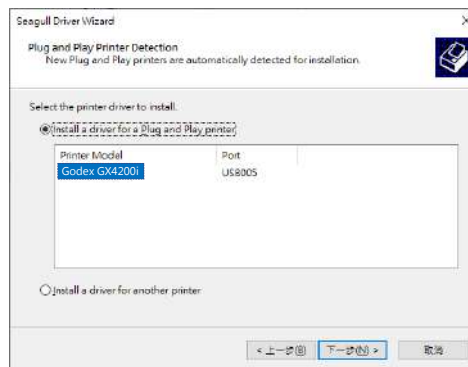 Seagull Driver Wizard
Plug and Play Printer Detection
New Plug and Play printers are automatically detected for installation.
Select the printer driver to install.
Install a driver for a Plug and Play printer
Printer Model Port
Godex GX4200i USB005
Install a driver for another printer
< 上一步(B) 下一步(N) > 取消